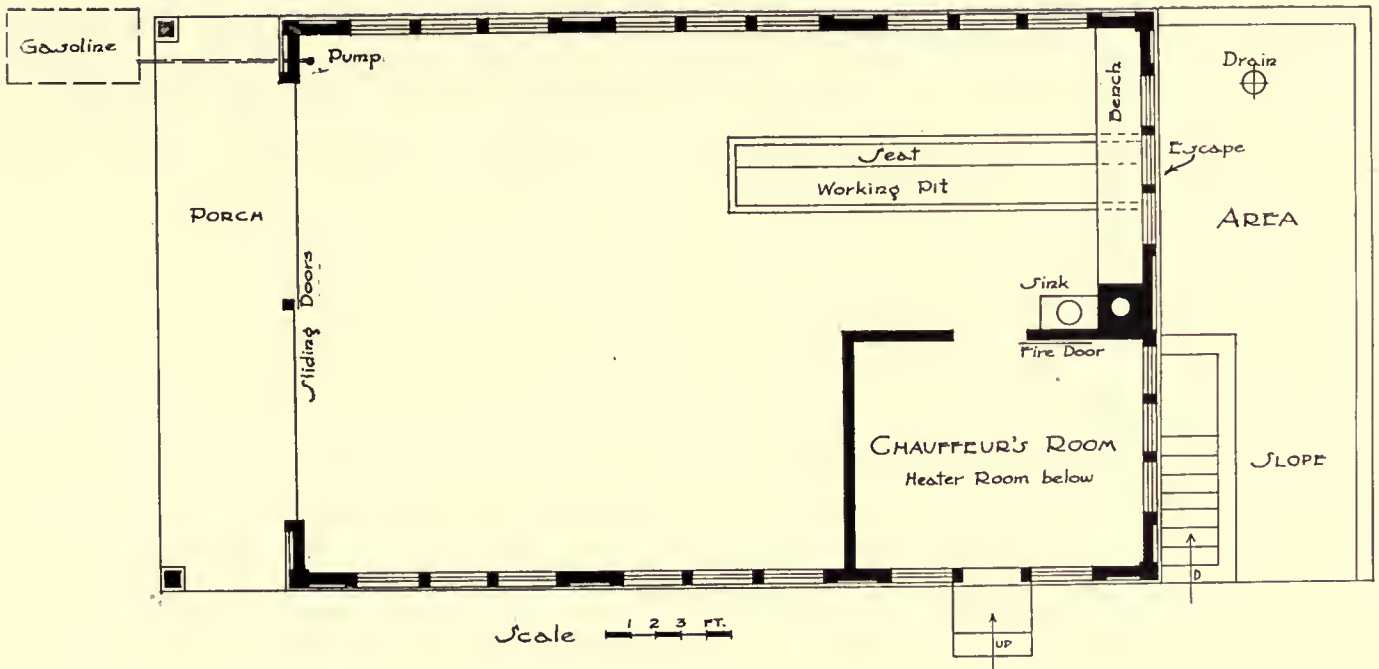 Gasoline
Pump.
Drain
Bench
Escape
Seat
Working Pit
PORCH
AREA
Sliding Doors
Sink
Fire Door
CHAUFFEUR'S ROOM
Heater Room below
SLOPE
D
UP
Scale 1 2 3 FT.